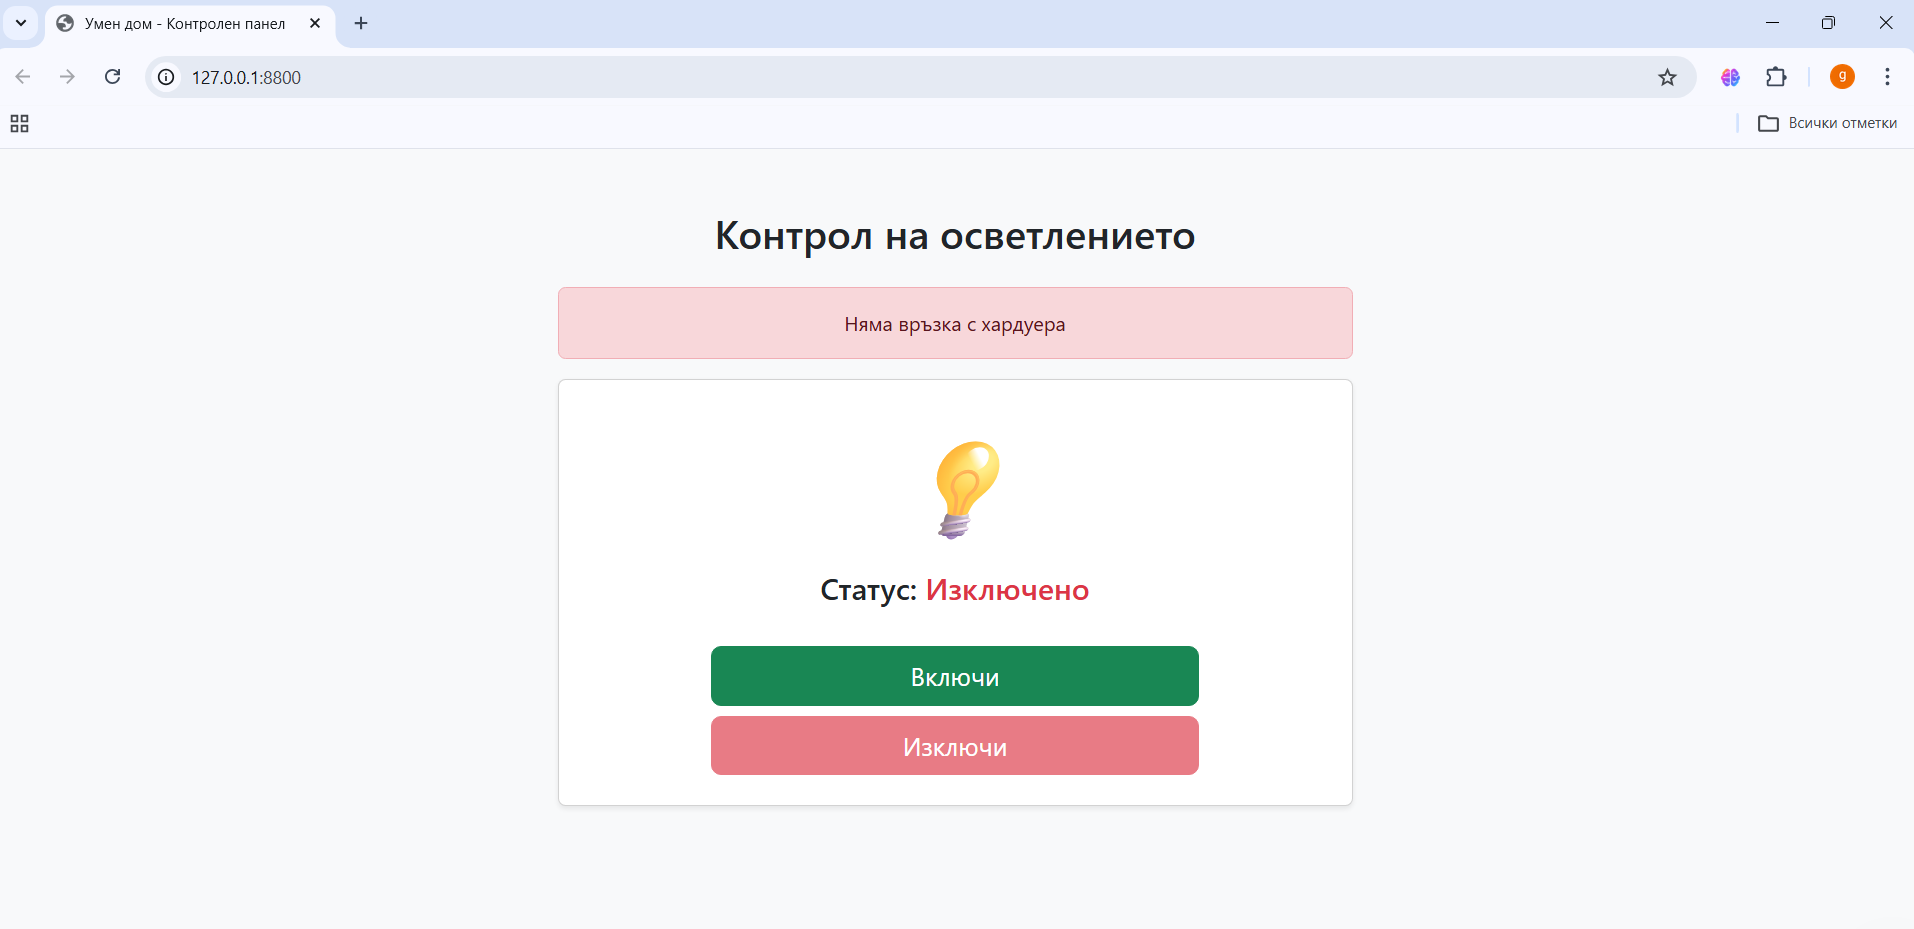 Умен дом - Контролен панел
127.0.0.1:8800
g
Всички отметки
Контрол на осветлението
Няма връзка с хардуера
Статус: Изключено
Включи
Изключи